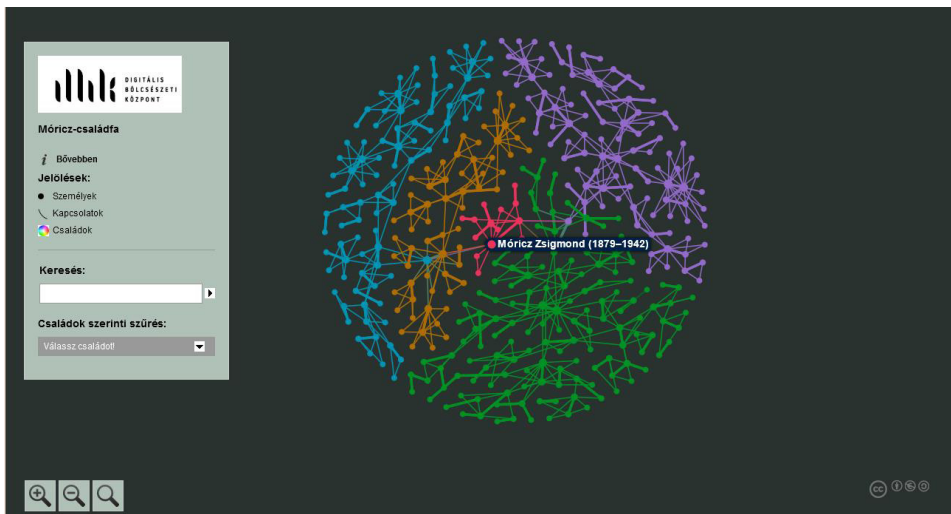 DIGITÁLIS
BÖLCSÉSZETI
KÖZPONT
Móricz-családfa
i Bővebben
Jelölések:
Személyek
Kapcsolatok
Családok
Keresés:
Családok szerinti szűrés:
Válassz családot!
Móricz Zsigmond (1879–1942)
cc